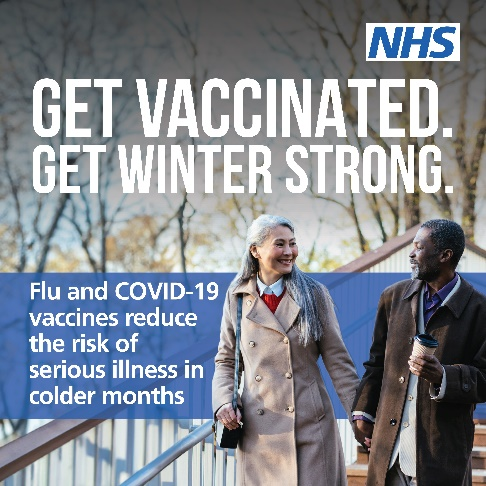 NHS
GET VACCINATED.
GET WINTER STRONG.
Flu and COVID-19
vaccines reduce
the risk of
serious illness in
colder months